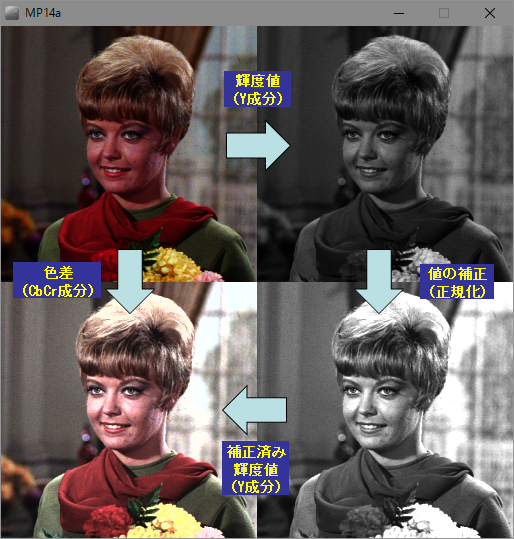 MP14a
輝度値
(Y成分)
色差
(CbCr成分)
値の補正
(正規化)
補正済み
輝度値
(Y成分)